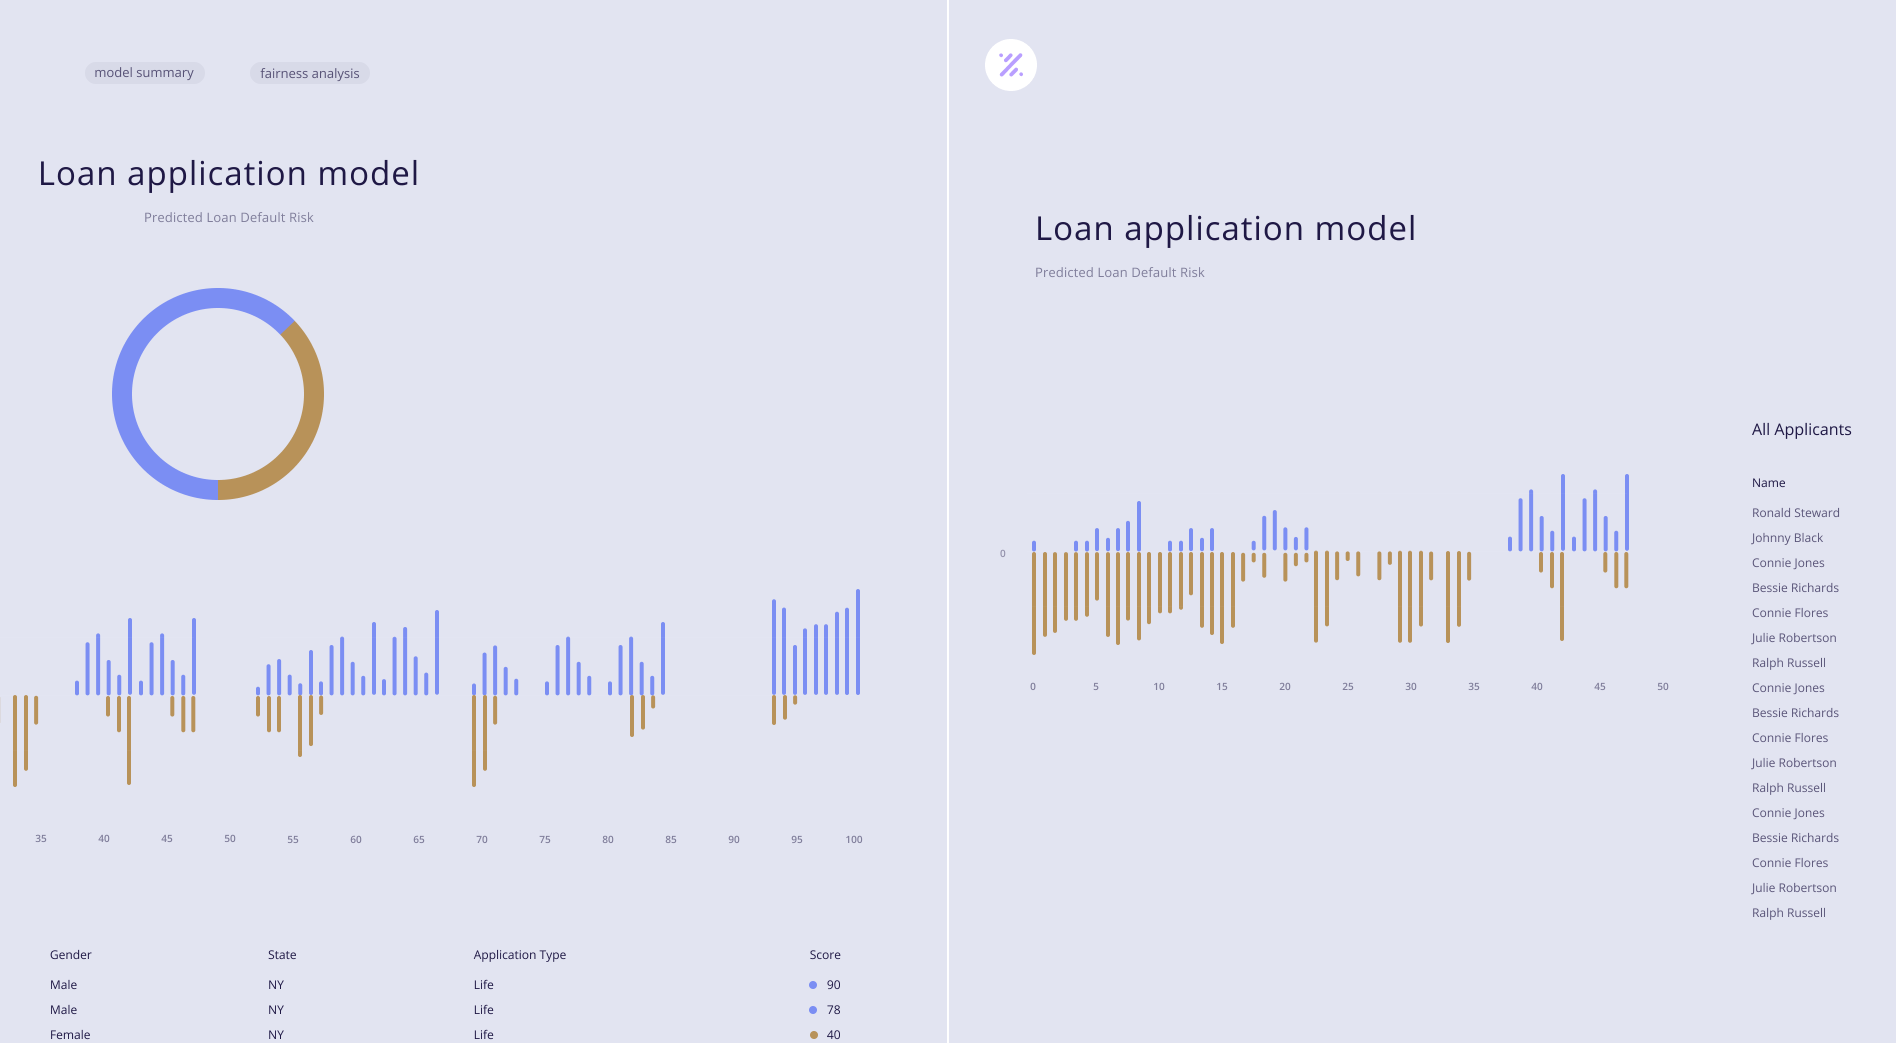 model summary
fairness analysis
Loan application model
Predicted Loan Default Risk
35 40 45 50 55 60 65 70 75 80 85 90 95 100
Gender State Application Type Score
Male NY Life 90
Male NY Life 78
Female NY Life 40
Loan application model
Predicted Loan Default Risk
0
0 5 10 15 20 25 30 35 40 45 50
All Applicants
Name
Ronald Steward
Johnny Black
Connie Jones
Bessie Richards
Connie Flores
Julie Robertson
Ralph Russell
Connie Jones
Bessie Richards
Connie Flores
Julie Robertson
Ralph Russell
Connie Jones
Bessie Richards
Connie Flores
Julie Robertson
Ralph Russell